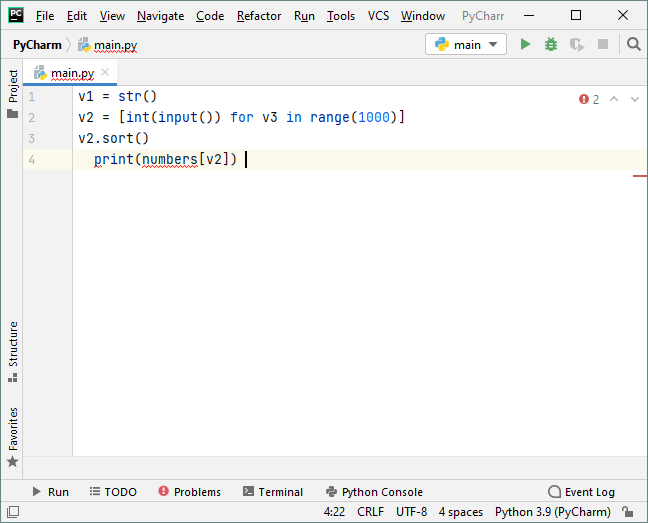 PC File Edit View Navigate Code Refactor Run Tools VCS Window PyCharr
PyCharm main.py main
main.py
Project
1 v1 = str() 2
2 v2 = [int(input()) for v3 in range(1000)]
3 v2.sort()
4 print(numbers[v2])
Structure
Favorites
Run TODO Problems Terminal Python Console Event Log
4:22 CRLF UTF-8 4 spaces Python 3.9 (PyCharm)